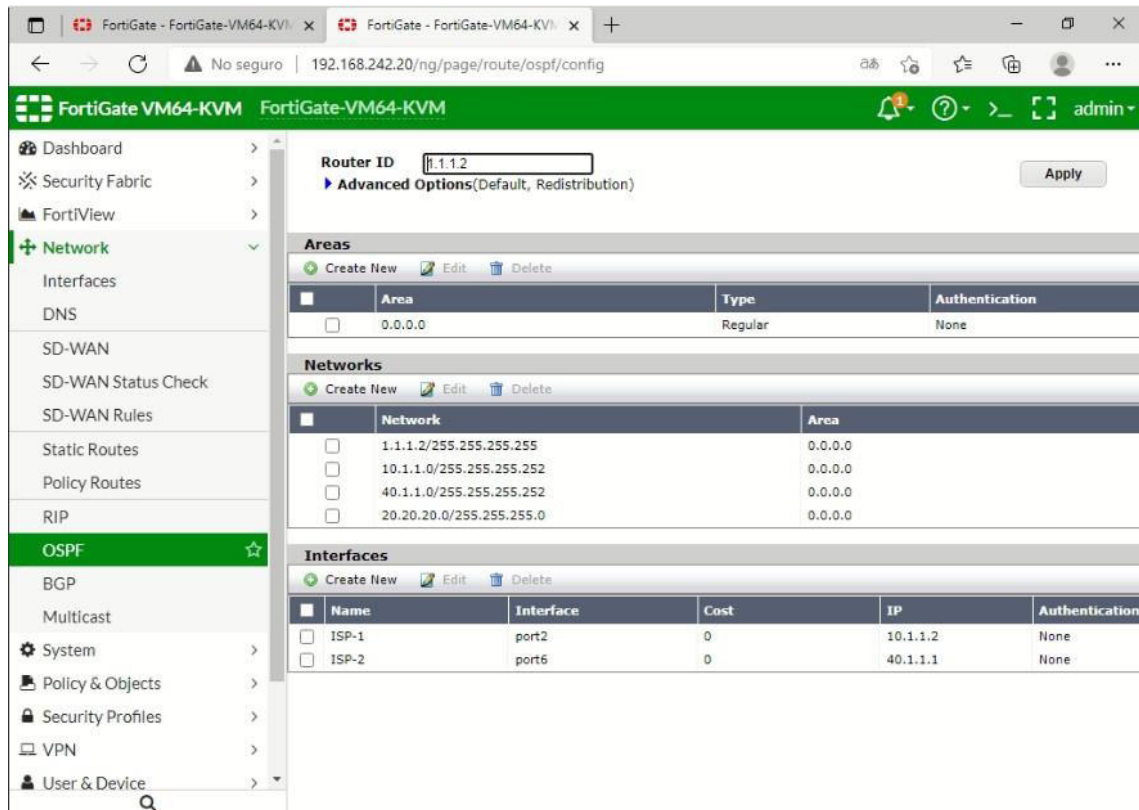 FortiGate - FortiGate-VM64-KVM
FortiGate - FortiGate-VM64-KVM
No seguro | 192.168.242.20/ng/page/route/ospf/config
FortiGate VM64-KVM FortiGate-VM64-KVM
1
admin
Dashboard
Security Fabric
FortiView
Network
Interfaces
DNS
SD-WAN
SD-WAN Status Check
SD-WAN Rules
Static Routes
Policy Routes
RIP
OSPF
BGP
Multicast
System
Policy & Objects
Security Profiles
VPN
User & Device
Router ID 1.1.1.2
Advanced Options(Default, Redistribution)
Apply
Areas
Create New Edit Delete
Area Type Authentication
0.0.0.0 Regular None
Networks
Create New Edit Delete
Network Area
1.1.1.2/255.255.255.255 0.0.0.0
10.1.1.0/255.255.255.252 0.0.0.0
40.1.1.0/255.255.255.252 0.0.0.0
20.20.20.0/255.255.255.0 0.0.0.0
Interfaces
Create New Edit Delete
Name Interface Cost IP Authentication
ISP-1 port2 0 10.1.1.2 None
ISP-2 port6 0 40.1.1.1 None